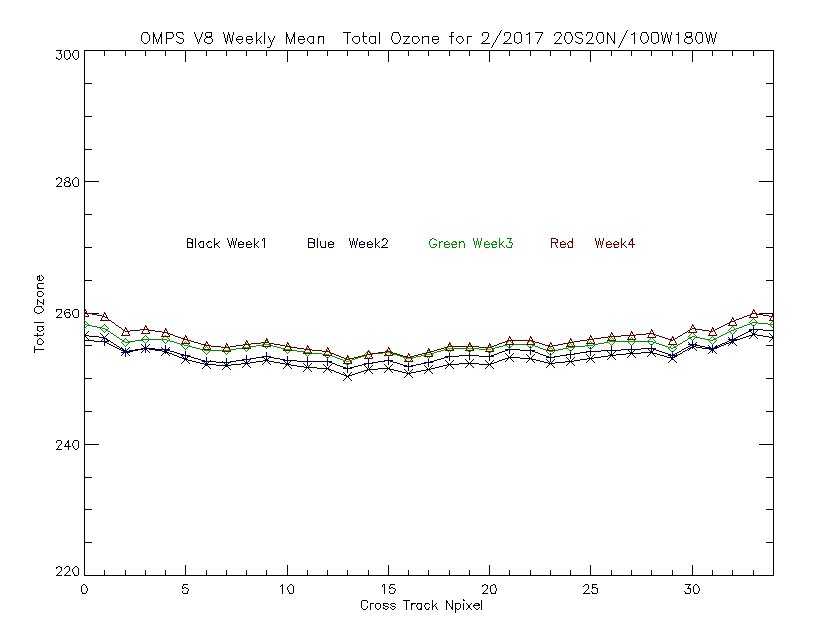 OMPS V8 Weekly Mean  Total Ozone for 2/2017 20S20N/100W180W
300
280
Black Week1 Blue  Week2 Green Week3 Red  Week4
260
Total Ozone
240
220
0 5 10 15 20 25 30
Cross Track Npixel